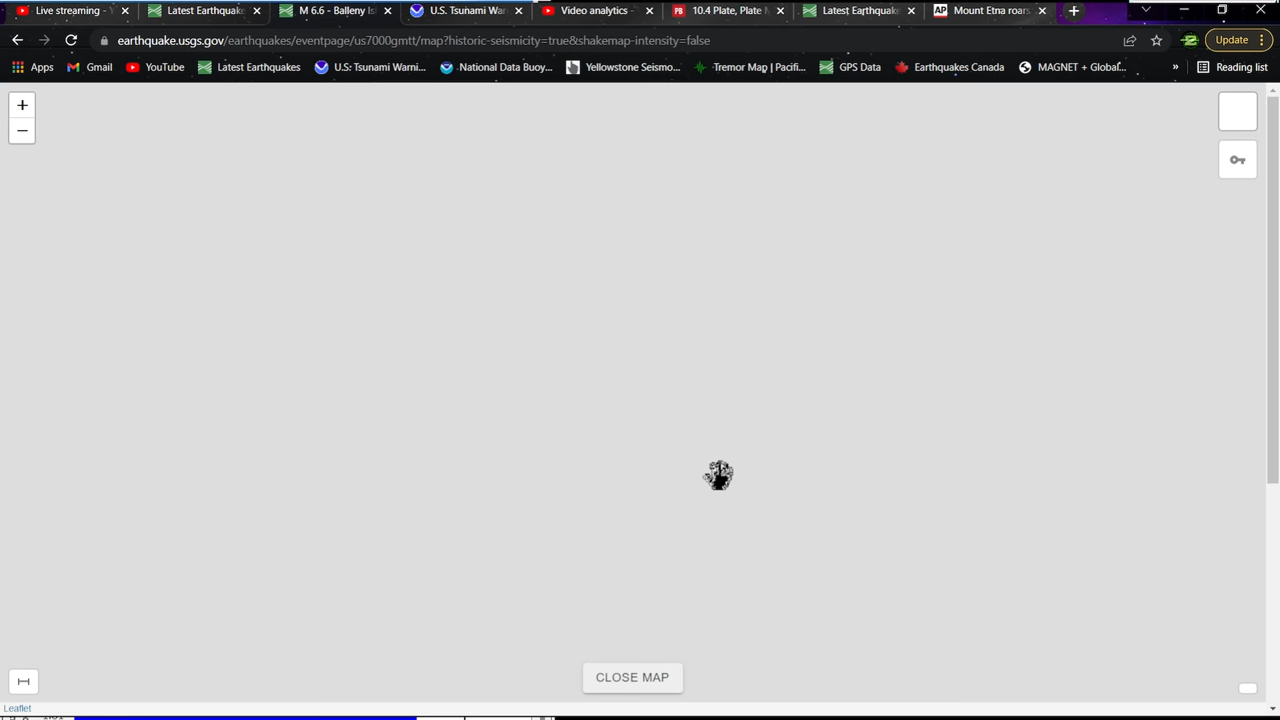 Live streaming - Y
Latest Earthquake
M 6.6 - Balleny Is
U.S. Tsunami War
Video analytics -
PB 10.4 Plate, Plate M
Latest Earthquake
AP Mount Etna roars
earthquake.usgs.gov/earthquakes/eventpage/us7000gmtt/map?historic-seismicity=true&shakemap-intensity=false
Update
Apps
Gmail
YouTube
Latest Earthquakes
U.S: Tsunami Warni...
National Data Buoy...
Yellowstone Seismo...
Tremor Map | Pacifi...
GPS Data
Earthquakes Canada
MAGNET + Global...
»
Reading list
+
−
CLOSE MAP
Leaflet